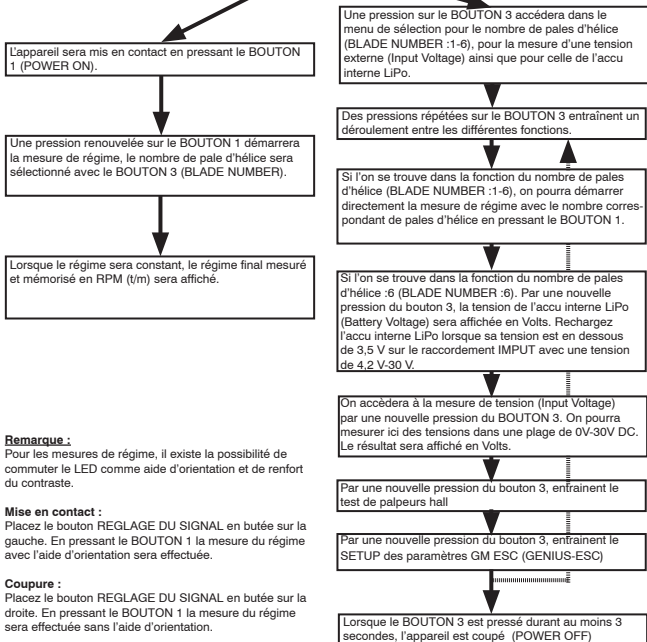 L'appareil sera mis en contact en pressant le BOUTON
1 (POWER ON).
Une pression renouvelée sur le BOUTON 1 démarrera
la mesure de régime, le nombre de pale d'hélice sera
sélectionné avec le BOUTON 3 (BLADE NUMBER).
Lorsque le régime sera constant, le régime final mesuré
et mémorisé en RPM (t/m) sera affiché.
Remarque :
Pour les mesures de régime, il existe la possibilité de
commuter le LED comme aide d'orientation et de renfort
du contraste.
Mise en contact :
Placez le bouton REGLAGE DU SIGNAL en butée sur la
gauche. En pressant le BOUTON 1 la mesure du régime
avec l'aide d'orientation sera effectuée.
Coupure :
Placez le bouton REGLAGE DU SIGNAL en butée sur la
droite. En pressant le BOUTON 1 la mesure du régime
sera effectuée sans l'aide d'orientation.
Une pression sur le BOUTON 3 accédera dans le
menu de sélection pour le nombre de pales d'hélice
(BLADE NUMBER :1-6), pour la mesure d'une tension
externe (Input Voltage) ainsi que pour celle de l'accu
interne LiPo.
Des pressions répétées sur le BOUTON 3 entraînent un
déroulement entre les différentes fonctions.
Si l'on se trouve dans la fonction du nombre de pales
d'hélice (BLADE NUMBER :1-6), on pourra démarrer
directement la mesure de régime avec le nombre corres-
pondant de pales d'hélice en pressant le BOUTON 1.
Si l'on se trouve dans la fonction du nombre de pales
d'hélice :6 (BLADE NUMBER :6). Par une nouvelle
pression du bouton 3, la tension de l'accu interne LiPo
(Battery Voltage) sera affichée en Volts. Rechargez
l'accu interne LiPo lorsque sa tension est en dessous
de 3,5 V sur le raccordement IMPUT avec une tension
de 4,2 V-30 V.
On accèdera à la mesure de tension (Input Voltage)
par une nouvelle pression du BOUTON 3. On pourra
mesurer ici des tensions dans une plage de 0V-30V DC.
Le résultat sera affiché en Volts.
Par une nouvelle pression du bouton 3, entrainent le
test de palpeurs hall
Par une nouvelle pression du bouton 3, entrainent le
SETUP des paramètres GM ESC (GENIUS-ESC)
Lorsque le BOUTON 3 est pressé durant au moins 3
secondes, l'appareil est coupé  (POWER OFF)